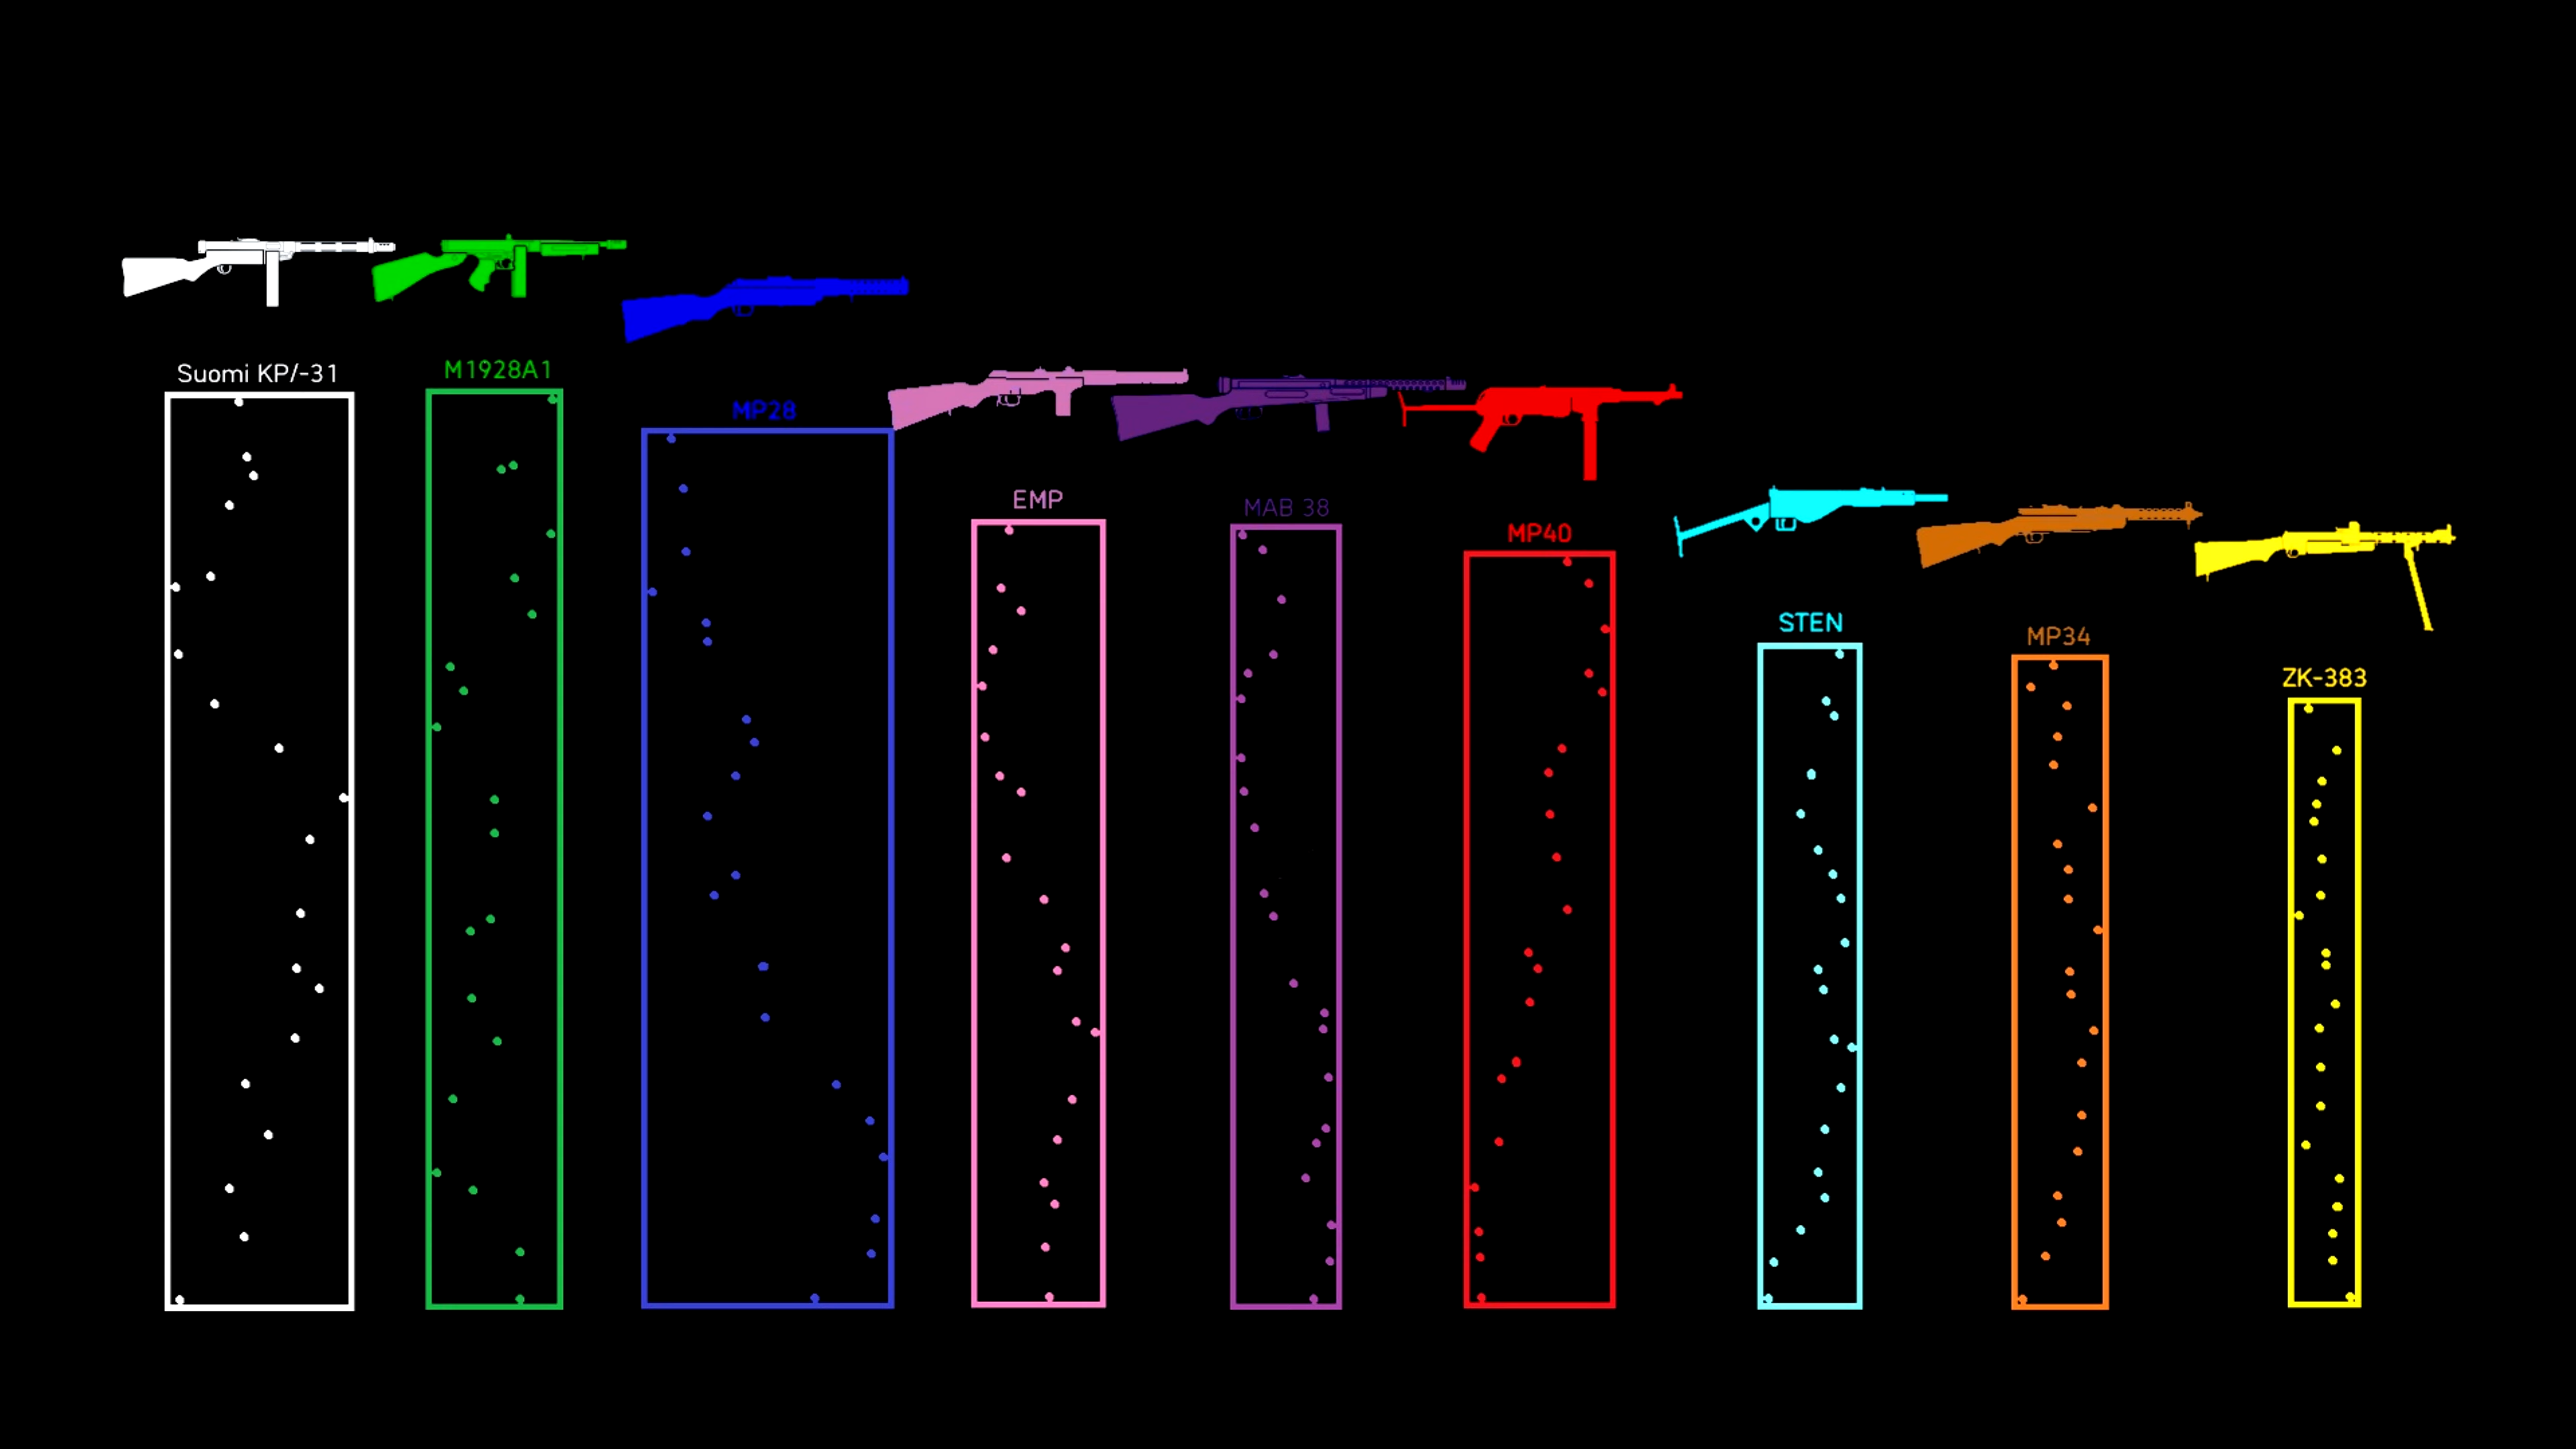 Suomi KP/-31
M1928A1
MP28
EMP
MAB 38
MP40
STEN
MP34
ZK-383